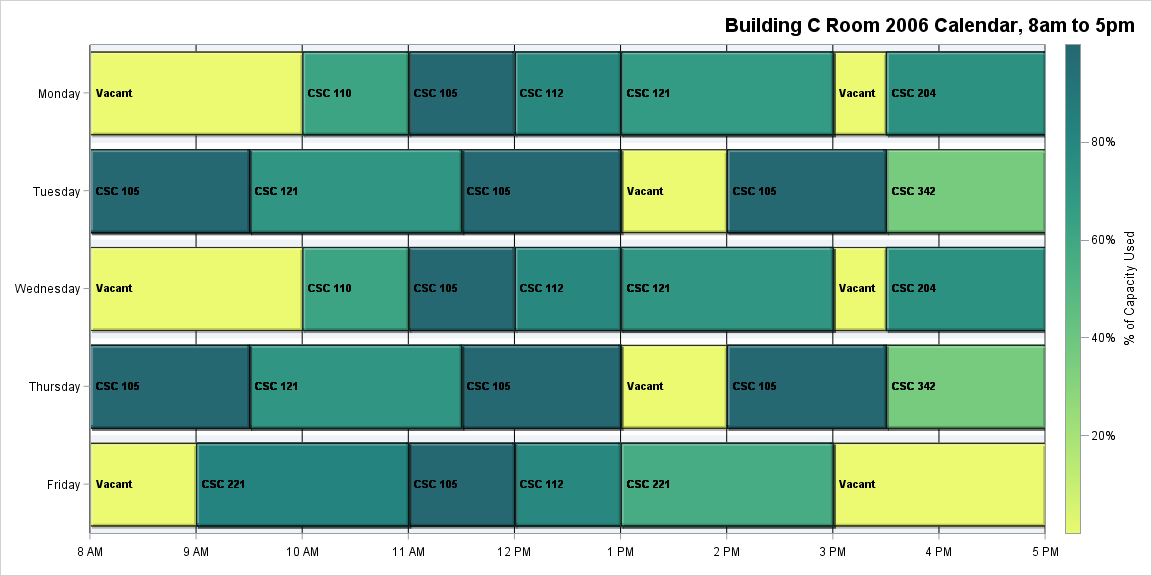 Building C Room 2006 Calendar, 8am to 5pm
Monday
Vacant
CSC 110
CSC 105
CSC 112
CSC 121
Vacant
CSC 204
Tuesday
CSC 105
CSC 121
CSC 105
Vacant
CSC 105
CSC 342
Wednesday
Vacant
CSC 110
CSC 105
CSC 112
CSC 121
Vacant
CSC 204
Thursday
CSC 105
CSC 121
CSC 105
Vacant
CSC 105
CSC 342
Friday
Vacant
CSC 221
CSC 105
CSC 112
CSC 221
Vacant
8 AM
9 AM
10 AM
11 AM
12 PM
1 PM
2 PM
3 PM
4 PM
5 PM
80%
60%
40%
20%
% of Capacity Used